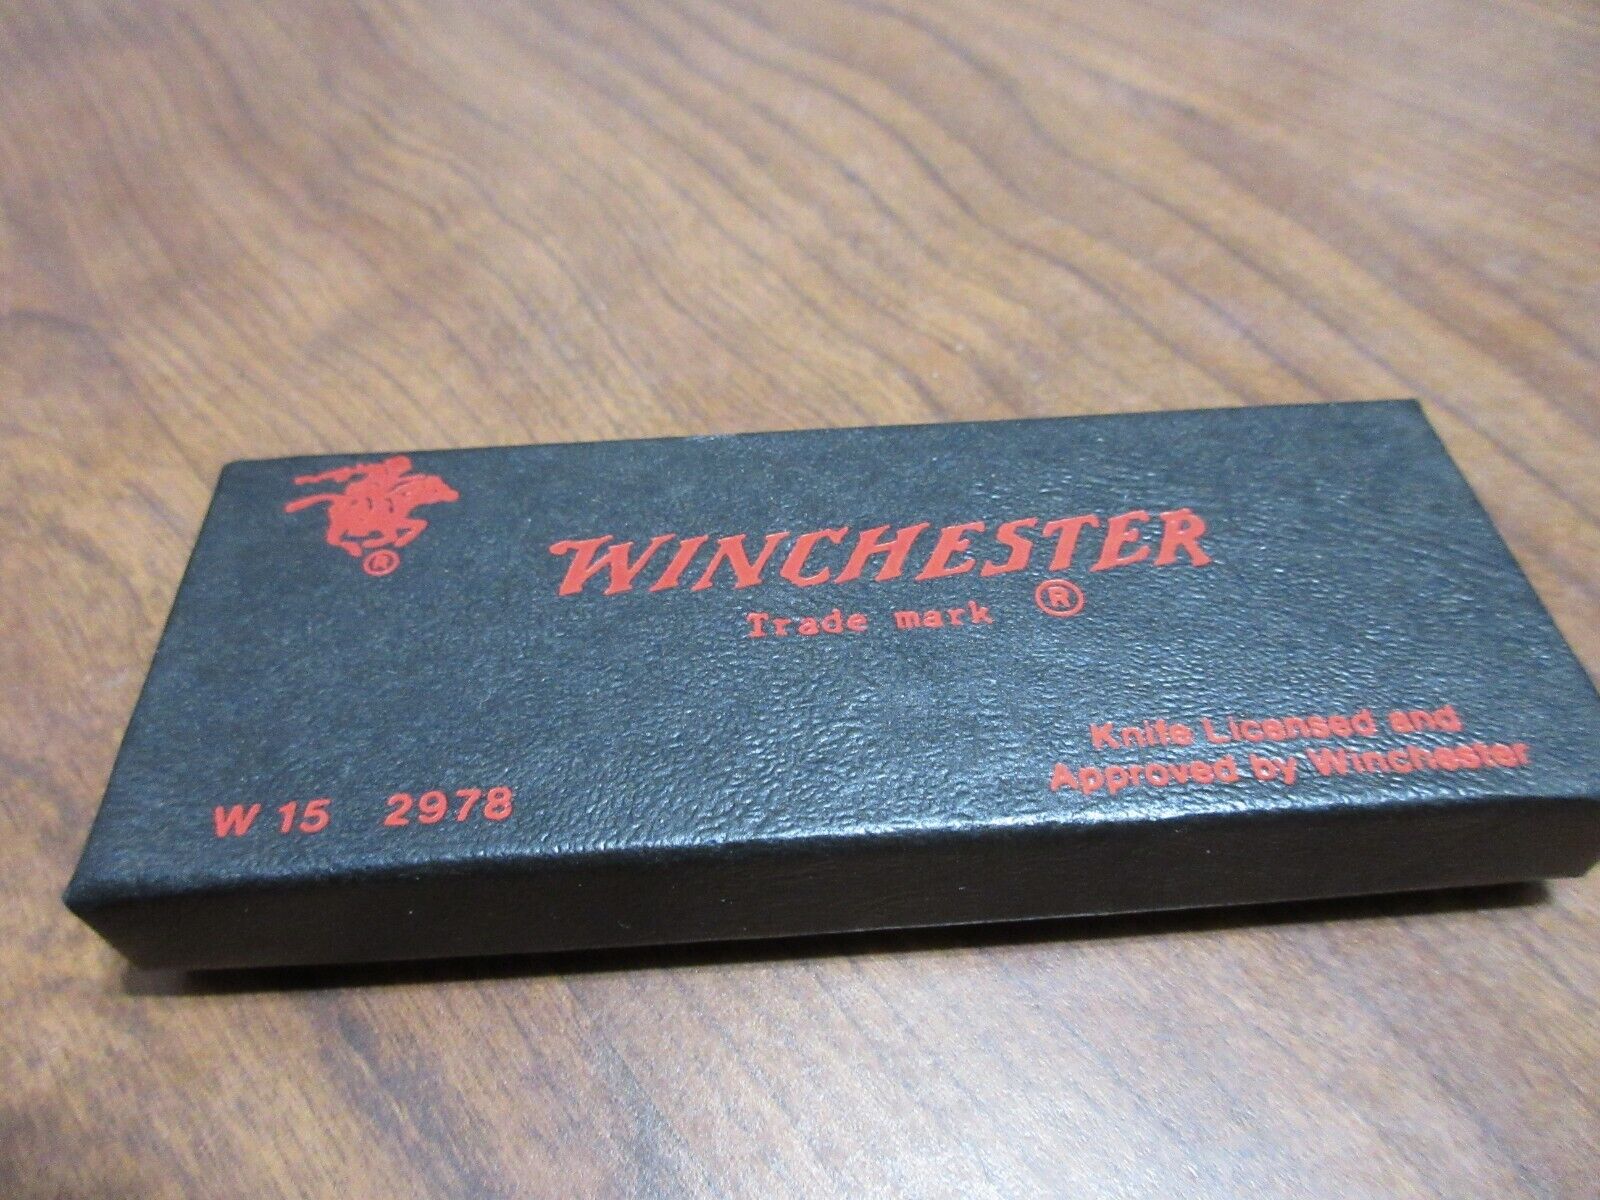 ®
WINCHESTER
Trade mark ®
Knife Licensed and
Approved by Winchester
W 15 2978